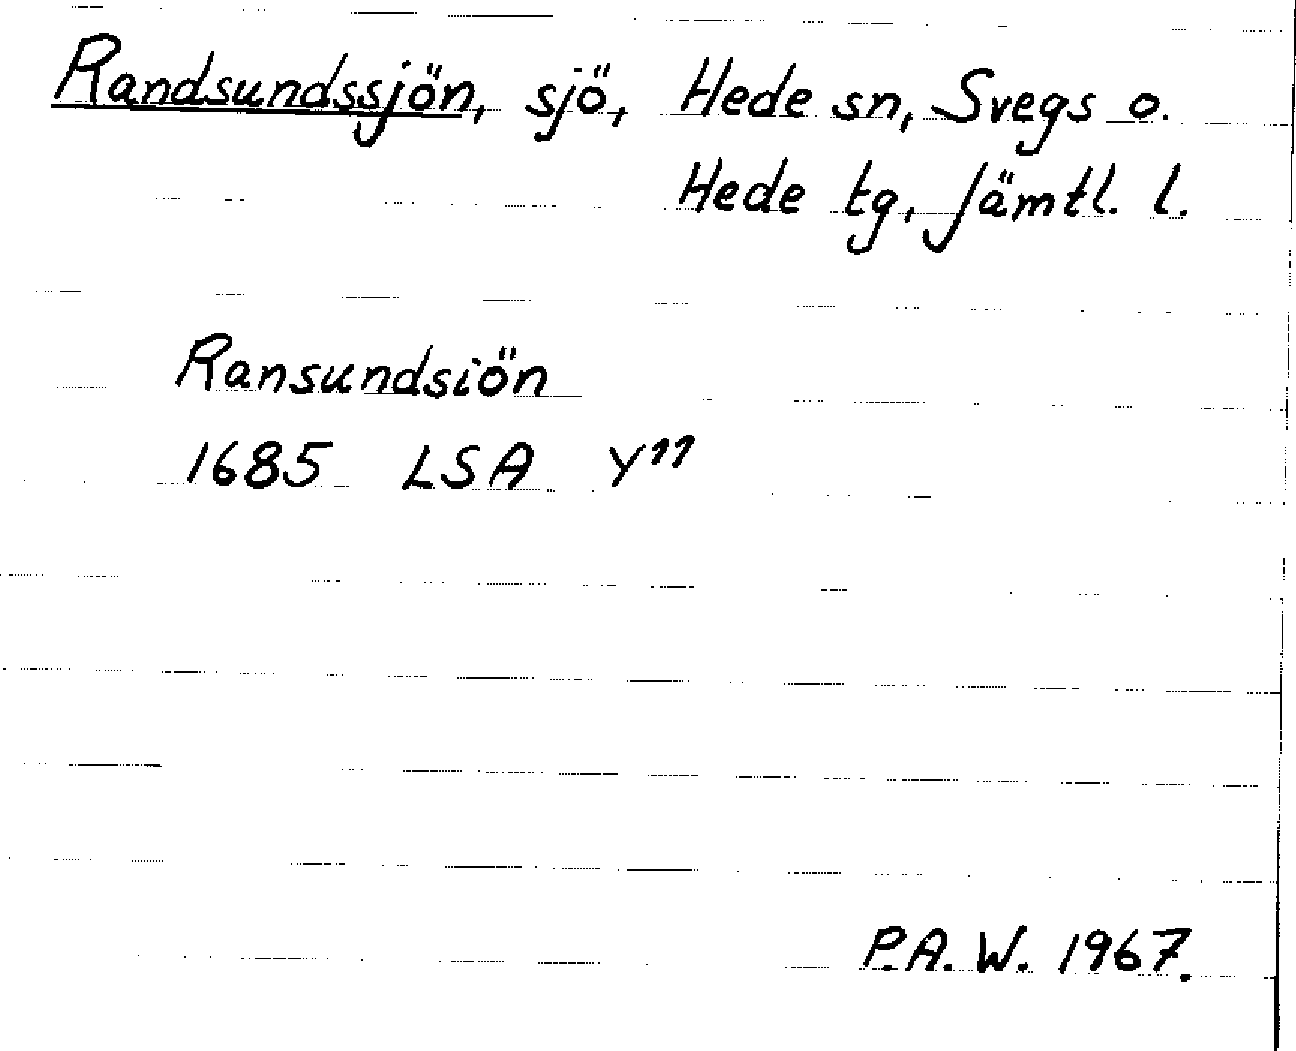 Randsundssjön, sjö, Hede sn, Svegs o.
Hede tg, Jämtl. l.
Ransundsiön
1685 LSA Y¹¹
P.A.W. 1967.